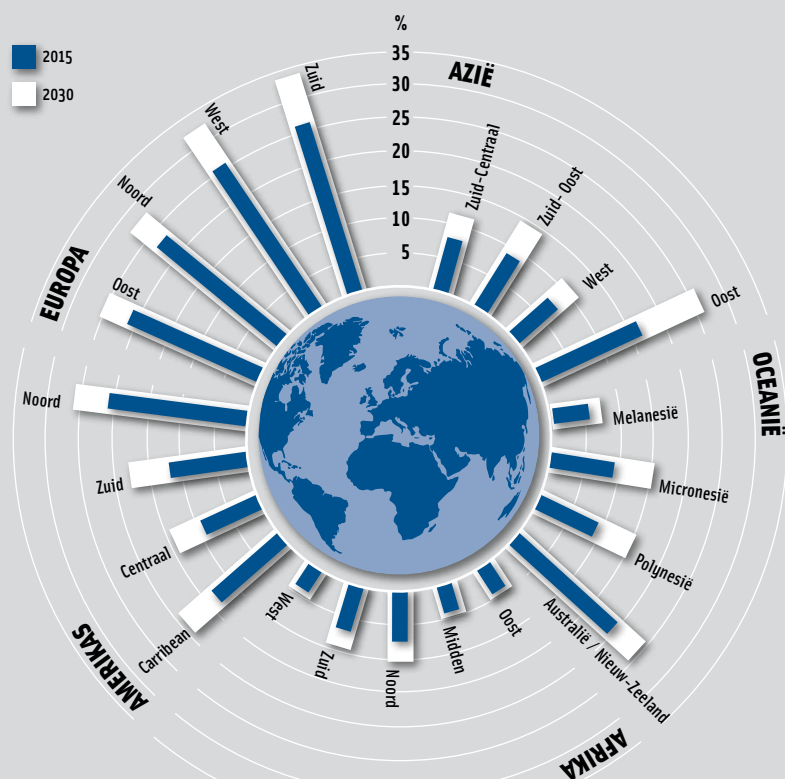 2015
2030
%
35
30
25
20
15
10
5
AZIË
Zuid-Centraal
Zuid-Oost
West
Oost
OCEANIË
Melanesië
Micronesië
Polynesië
Australië / Nieuw-Zeeland
AFRIKA
Oost
Midden
Noord
Zuid
West
AMERIKAS
Carribean
Centraal
Zuid
Noord
EUROPA
Oost
Noord
West
Zuid